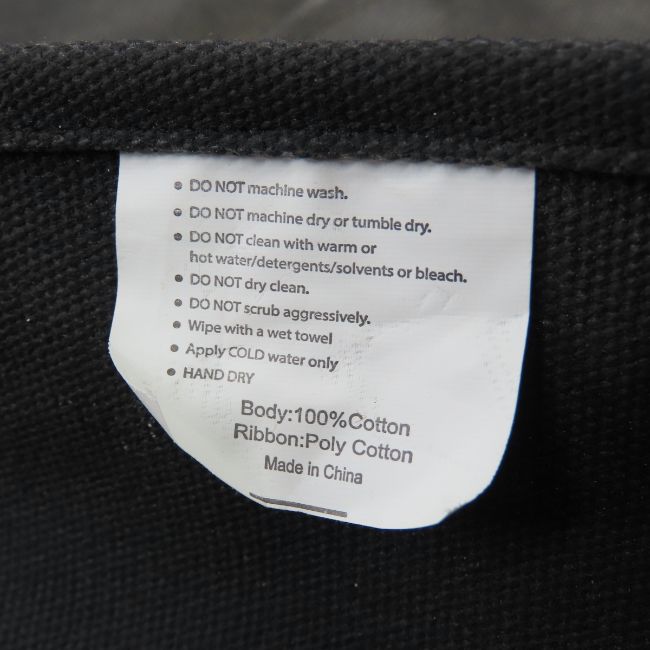 • DO NOT machine wash.
• DO NOT machine dry or tumble dry.
• DO NOT clean with warm or
hot water/detergents/solvents or bleach.
• DO NOT dry clean.
• DO NOT scrub aggressively.
• Wipe with a wet towel
• Apply COLD water only
• HAND DRY
Body:100%Cotton
Ribbon:Poly Cotton
Made in China